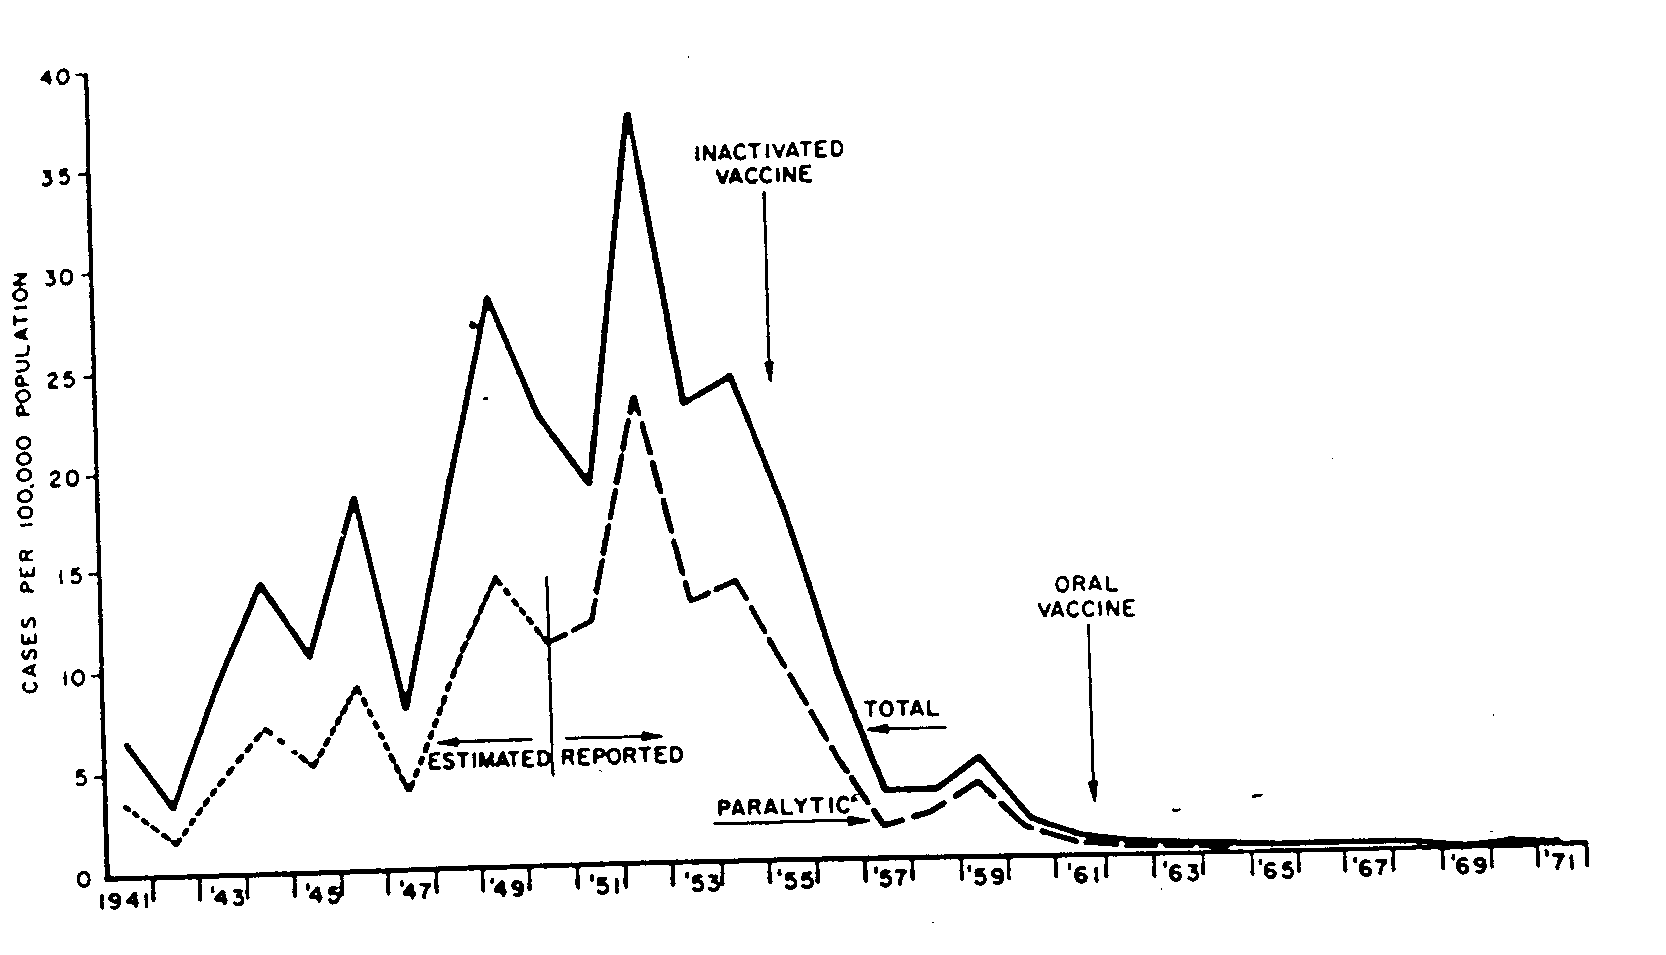 40
35
30
25
20
15
10
5
0
CASES PER 100,000 POPULATION
INACTIVATED
VACCINE
ORAL
VACCINE
TOTAL
ESTIMATED REPORTED
PARALYTIC
1941 '43 '45 '47 '49 '51 '53 '55 '57 '59 '61 '63 '65 '67 '69 '71